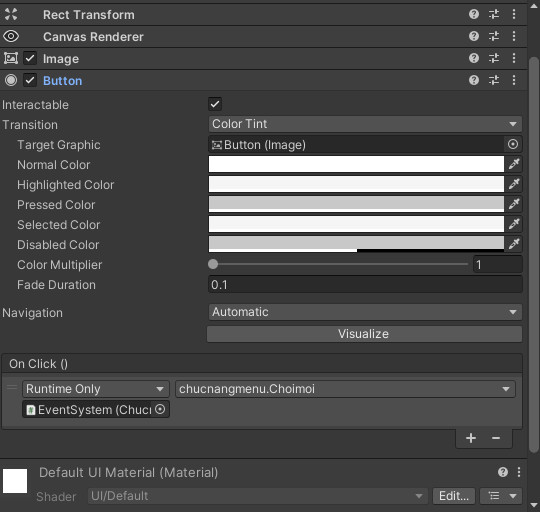 Rect Transform
Canvas Renderer
Image
Button
Interactable
Transition Color Tint
Target Graphic Button (Image)
Normal Color
Highlighted Color
Pressed Color
Selected Color
Disabled Color
Color Multiplier 1
Fade Duration 0.1
Navigation Automatic
Visualize
On Click ()
Runtime Only chucnangmenu.Choimoi
EventSystem (Chuc
Default UI Material (Material)
Shader UI/Default Edit...